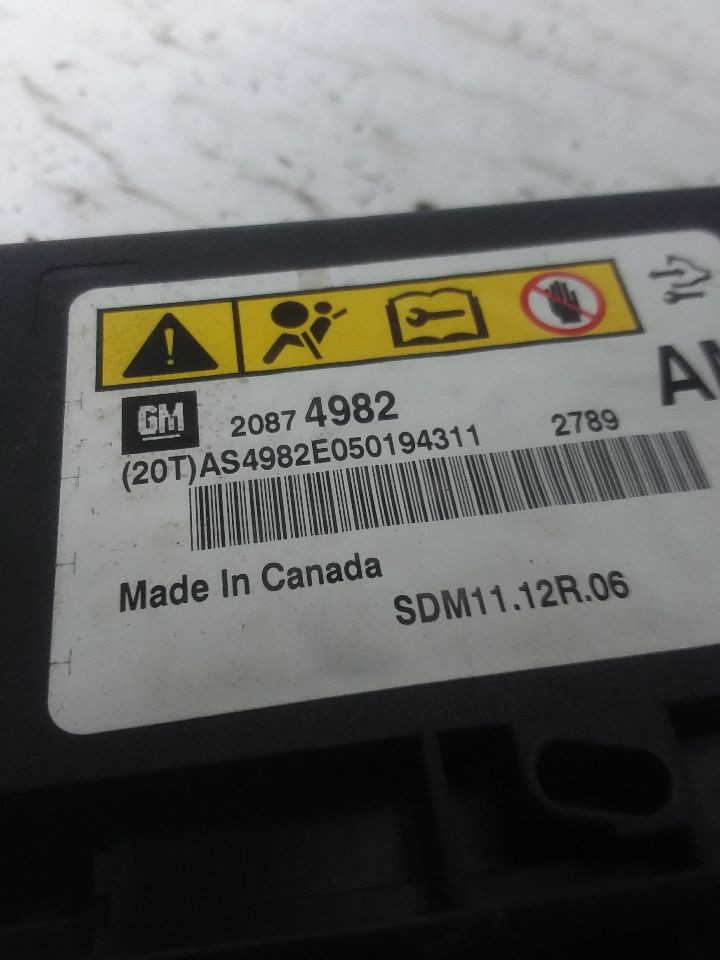 GM 2087 4982
(20T)AS4982E050194311 2789
Made In Canada
SDM11.12R.06